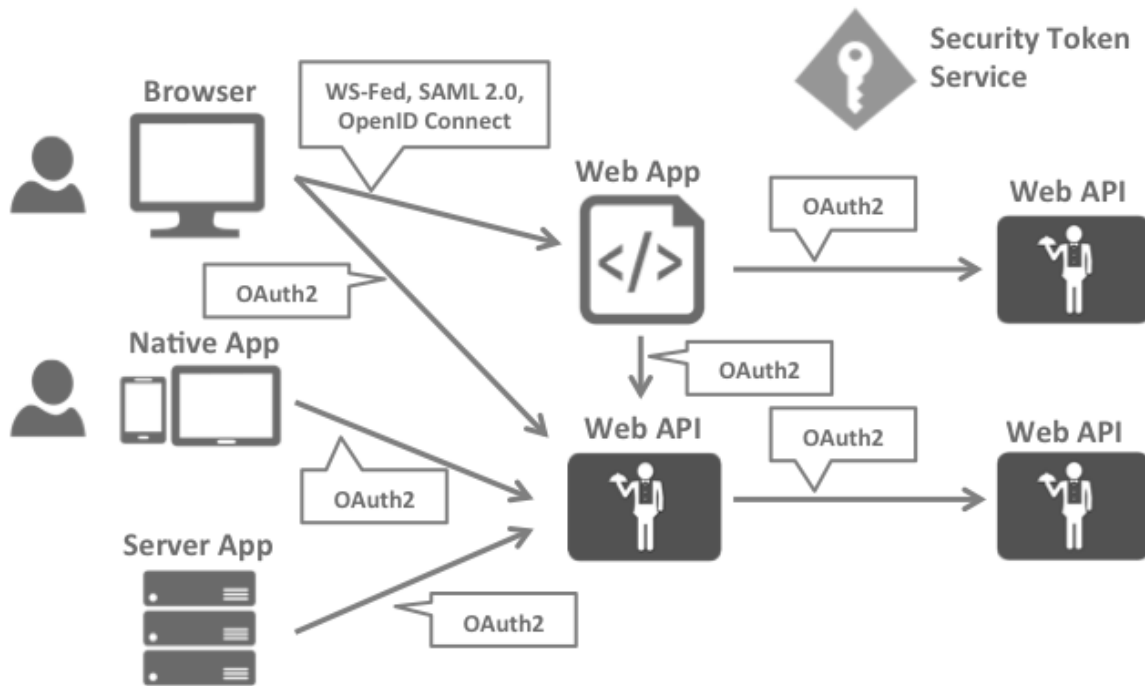 Security Token
Service
Browser
WS-Fed, SAML 2.0,
OpenID Connect
Web App
OAuth2
Web API
</>
OAuth2
Native App
OAuth2
Web API
OAuth2
Web API
OAuth2
Server App
OAuth2